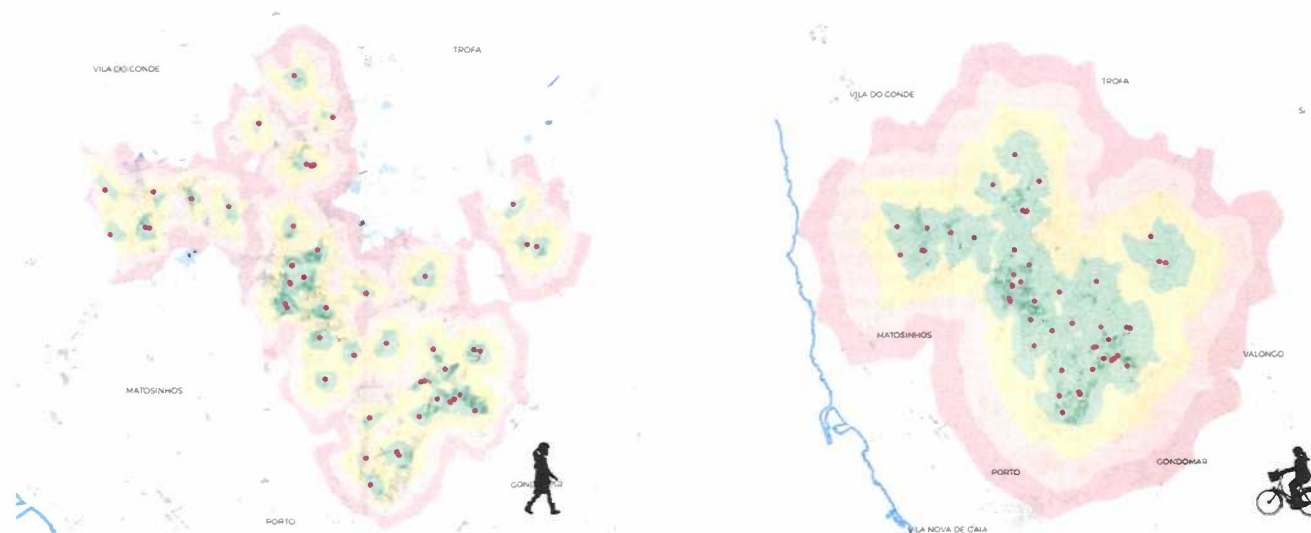 TROFA
VILA DO CONDE
MATOSINHOS
PORTO
TROFA
VILA DO CONDE
MATOSINHOS
VALONGO
PORTO
GONDOMAR
VILA NOVA DE GAIA